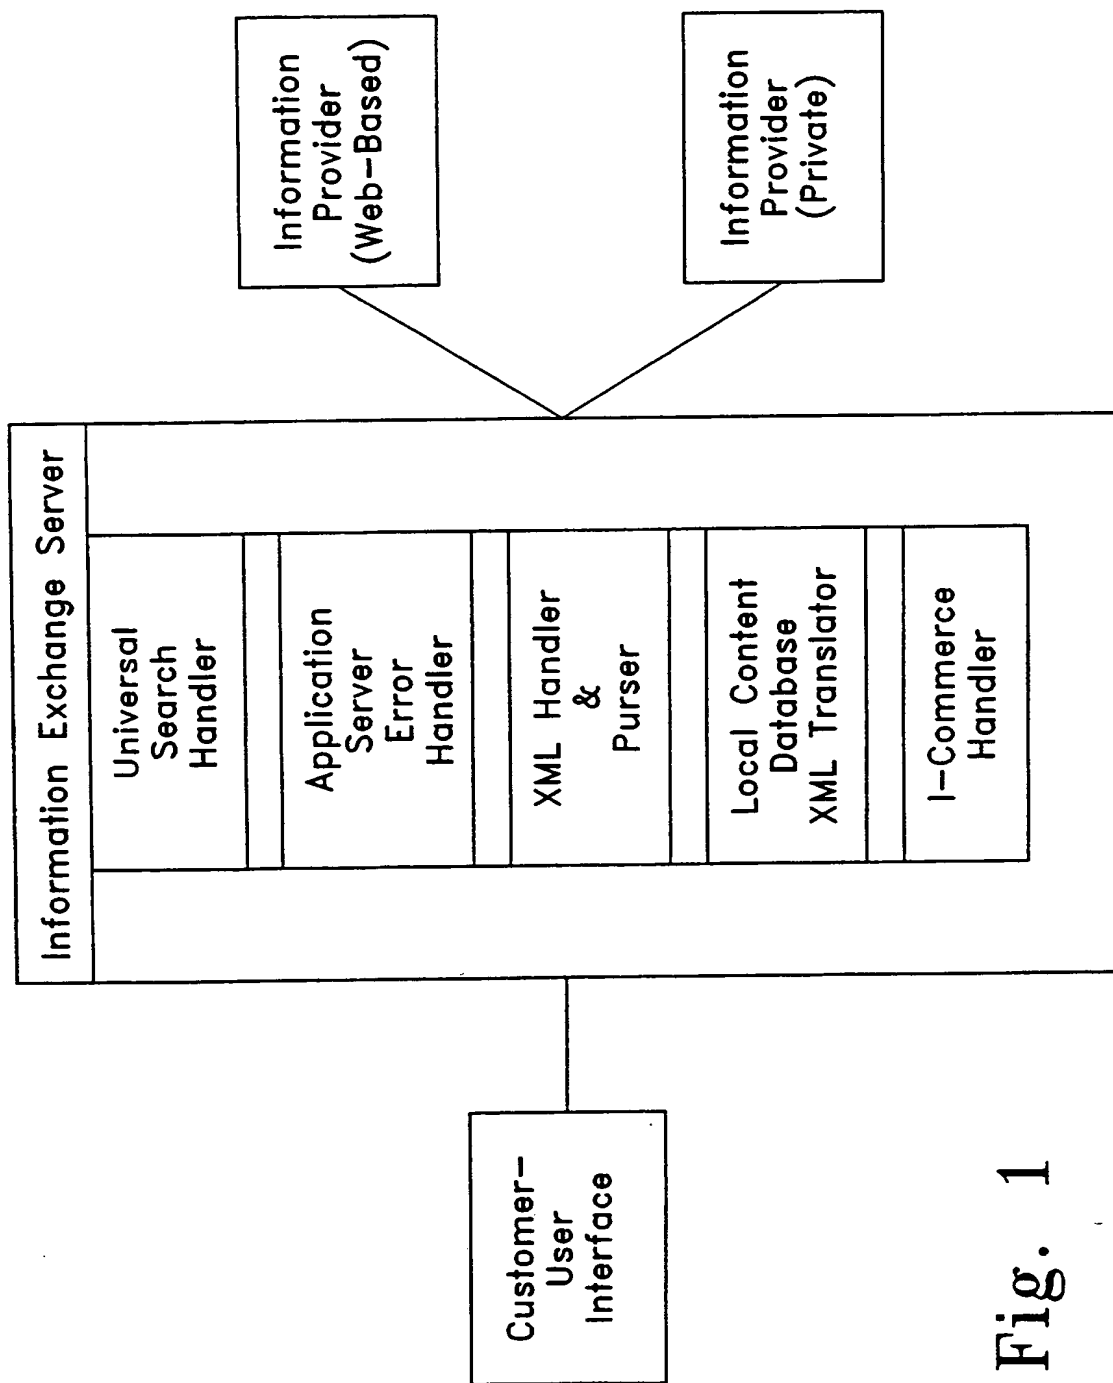 Information Exchange Server
Universal
Search
Handler
Application
Server
Error
Handler
XML Handler
&
Purser
Local Content
Database
XML Translator
I-Commerce
Handler
Customer-
User
Interface
Information
Provider
(Web-Based)
Information
Provider
(Private)
Fig. 1